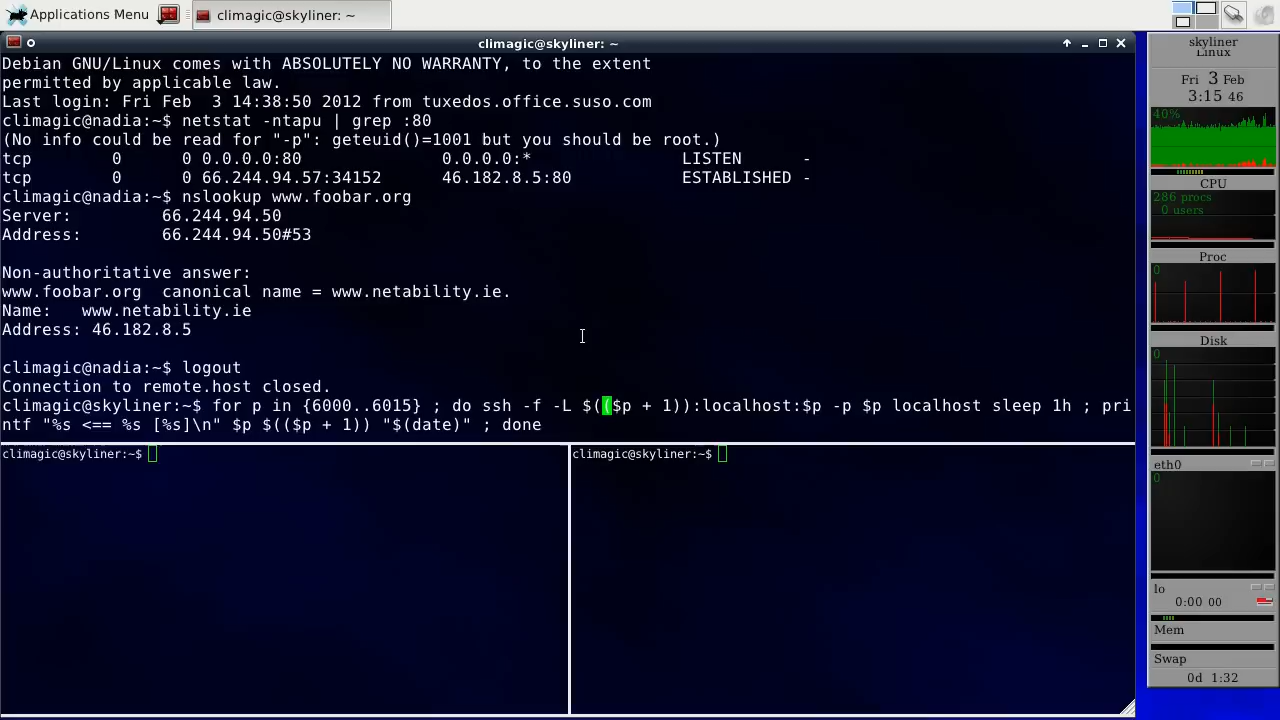 Applications Menu
climagic@skyliner: ~
climagic@skyliner: ~
Debian GNU/Linux comes with ABSOLUTELY NO WARRANTY, to the extent
permitted by applicable law.
Last login: Fri Feb  3 14:38:50 2012 from tuxedos.office.suso.com
climagic@nadia:~$ netstat -ntapu | grep :80
(No info could be read for "-p": geteuid()=1001 but you should be root.)
tcp        0      0 0.0.0.0:80              0.0.0.0:*               LISTEN      -
tcp        0      0 66.244.94.57:34152      46.182.8.5:80           ESTABLISHED -
climagic@nadia:~$ nslookup www.foobar.org
Server:         66.244.94.50
Address:        66.244.94.50#53
Non-authoritative answer:
www.foobar.org  canonical name = www.netability.ie.
Name:   www.netability.ie
Address: 46.182.8.5
climagic@nadia:~$ logout
Connection to remote.host closed.
climagic@skyliner:~$ for p in {6000..6015} ; do ssh -f -L $(($p + 1)):localhost:$p -p $p localhost sleep 1h ; pri
ntf "%s <== %s [%s]\n" $p $(($p + 1)) "$(date)" ; done
climagic@skyliner:~$
climagic@skyliner:~$
skyliner
Linux
Fri 3 Feb
3:15 46
40%
CPU
286 procs
0 users
Proc
0
Disk
0
eth0
0
lo
0:00 00
Mem
Swap
0d 1:32